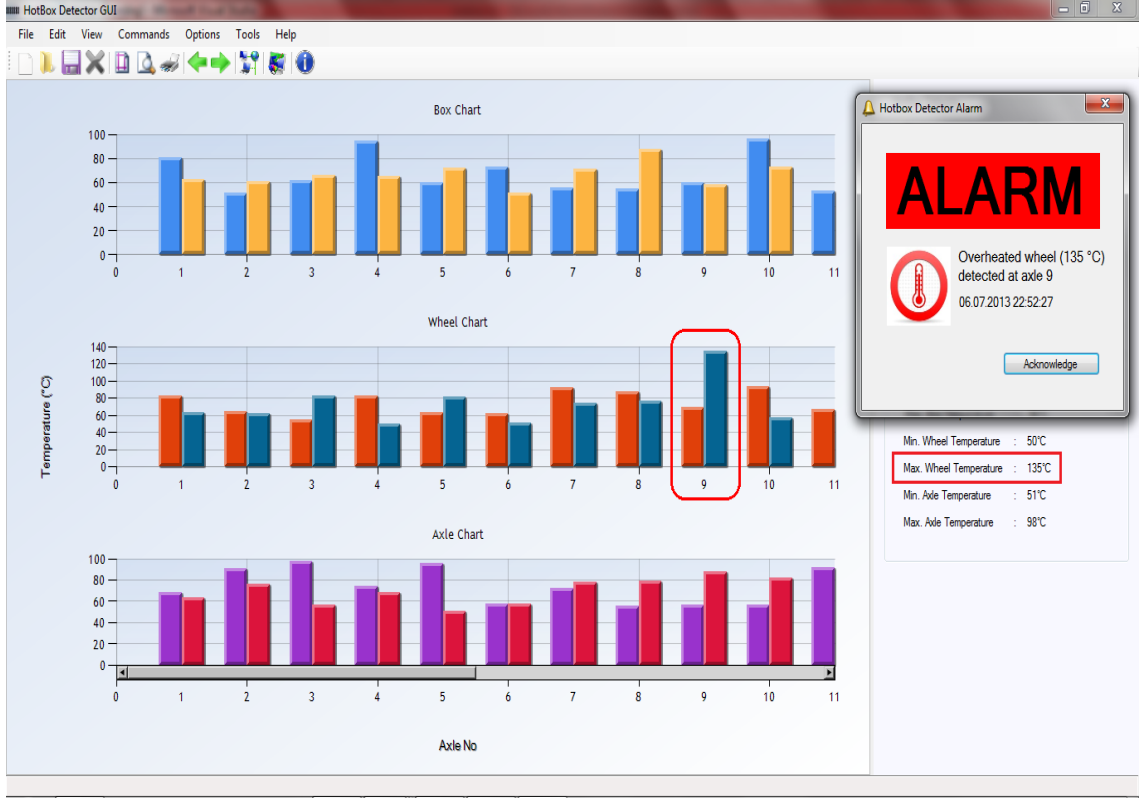 HotBox Detector GUI
File Edit View Commands Options Tools Help
Box Chart
100
80
60
40
20
0
0 1 2 3 4 5 6 7 8 9 10 11
Wheel Chart
Temperature (°C)
140
120
100
80
60
40
20
0
0 1 2 3 4 5 6 7 8 9 10 11
Axle Chart
100
80
60
40
20
0
0 1 2 3 4 5 6 7 8 9 10 11
Axle No
Hotbox Detector Alarm
ALARM
Overheated wheel (135 °C)
detected at axle 9
06.07.2013 22:52:27
Acknowledge
Min. Wheel Temperature : 50°C
Max. Wheel Temperature : 135°C
Min. Axle Temperature : 51°C
Max. Axle Temperature : 98°C